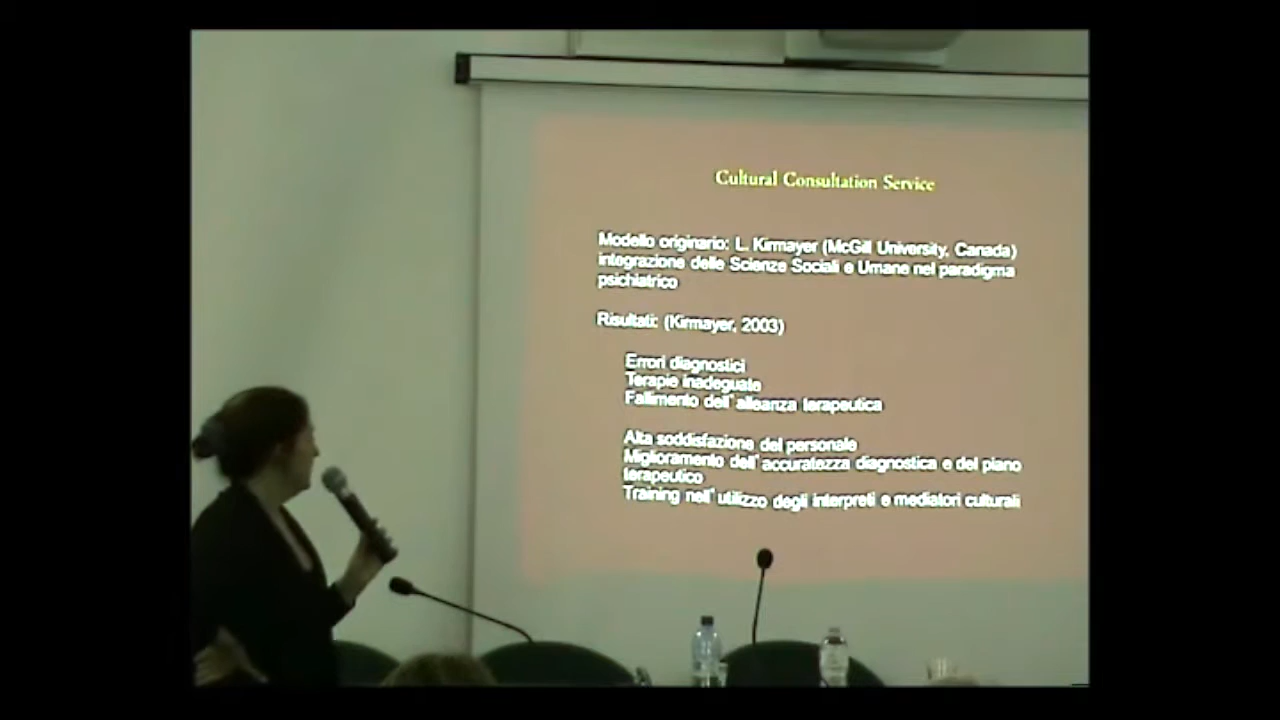 Cultural Consultation Service
Modello originario: L. Kirmayer (McGill University, Canada)
integrazione delle Scienze Sociali e Umane nel paradigma
psichiatrico
Risultati: (Kirmayer, 2003)
Errori diagnostici
Terapie inadeguate
Fallimento dell'alleanza terapeutica
Alta soddisfazione del personale
Miglioramento dell'accuratezza diagnostica e del piano
terapeutico
Training nell'utilizzo degli interpreti e mediatori culturali